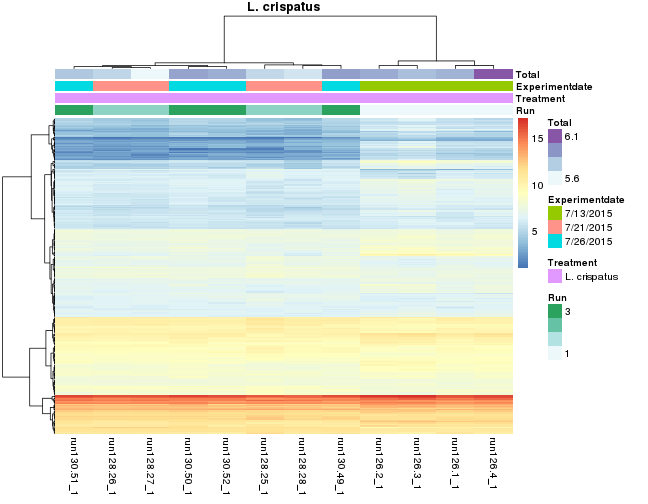 L. crispatus
Total
Experimentdate
Treatment
Run
15
10
5
Total
6.1
5.6
Experimentdate
7/13/2015
7/21/2015
7/26/2015
Treatment
L. crispatus
Run
3
1
run130.51_1
run128.26_1
run128.27_1
run130.50_1
run130.52_1
run128.25_1
run128.28_1
run130.49_1
run126.2_1
run126.3_1
run126.1_1
run126.4_1